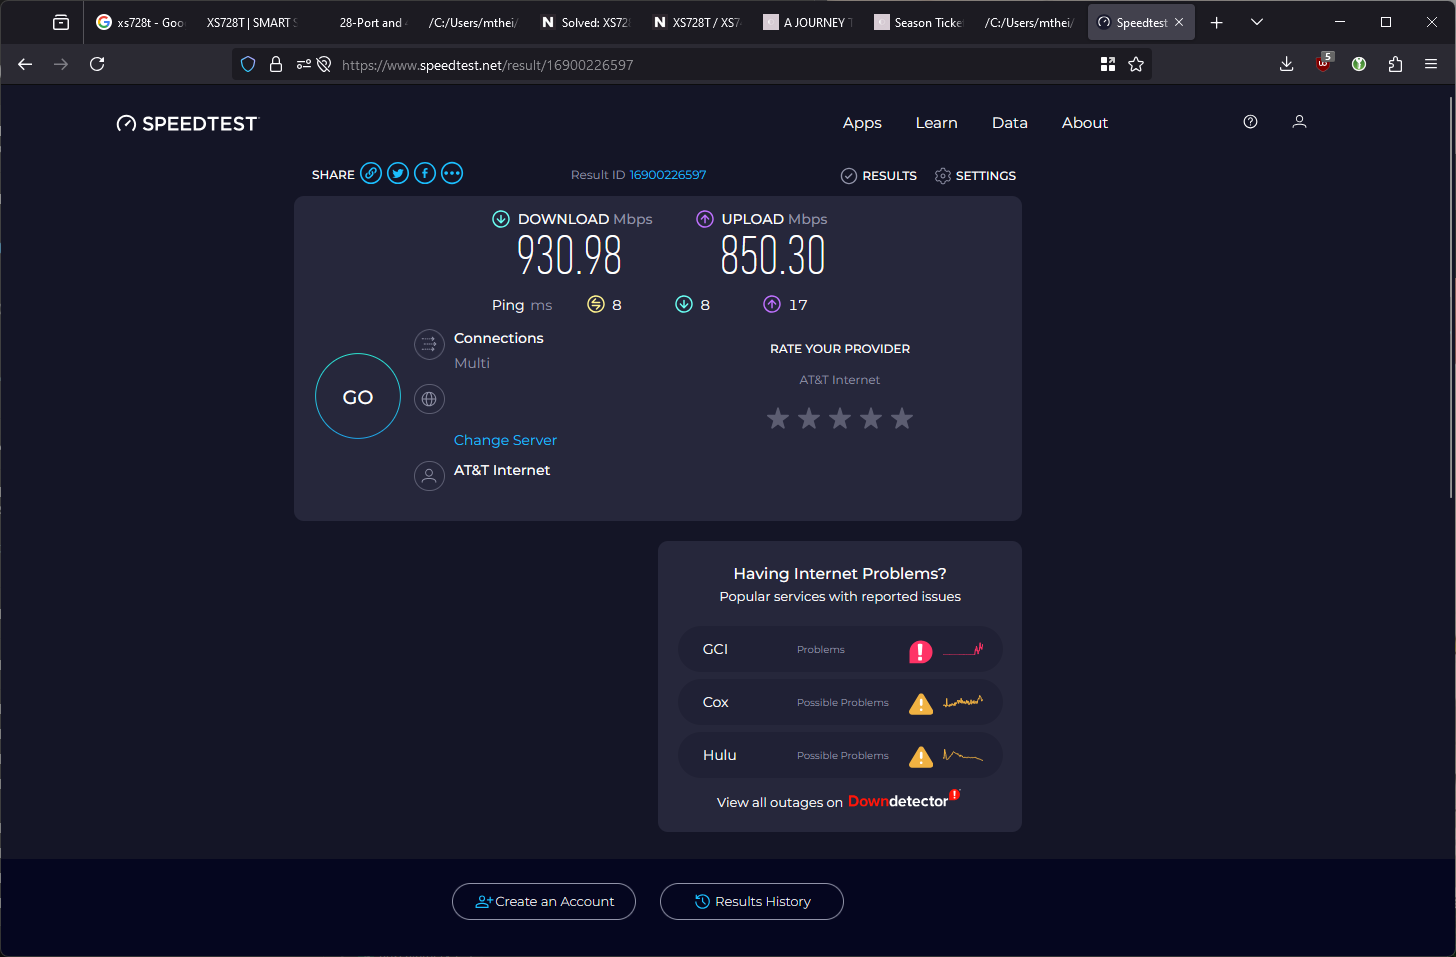 xs728t - Goo
XS728T | SMART S
28-Port and
/C:/Users/mthei/
Solved: XS728
XS728T / XS7
A JOURNEY T
Season Ticke
/C:/Users/mthei/
Speedtest
https://www.speedtest.net/result/16900226597
5
SPEEDTEST
Apps
Learn
Data
About
SHARE
Result ID 16900226597
RESULTS
SETTINGS
DOWNLOAD Mbps
930.98
UPLOAD Mbps
850.30
Ping ms
8
8
17
Connections
Multi
GO
Change Server
AT&T Internet
RATE YOUR PROVIDER
AT&T Internet
Having Internet Problems?
Popular services with reported issues
GCI Problems
Cox Possible Problems
Hulu Possible Problems
View all outages on Downdetector
Create an Account
Results History